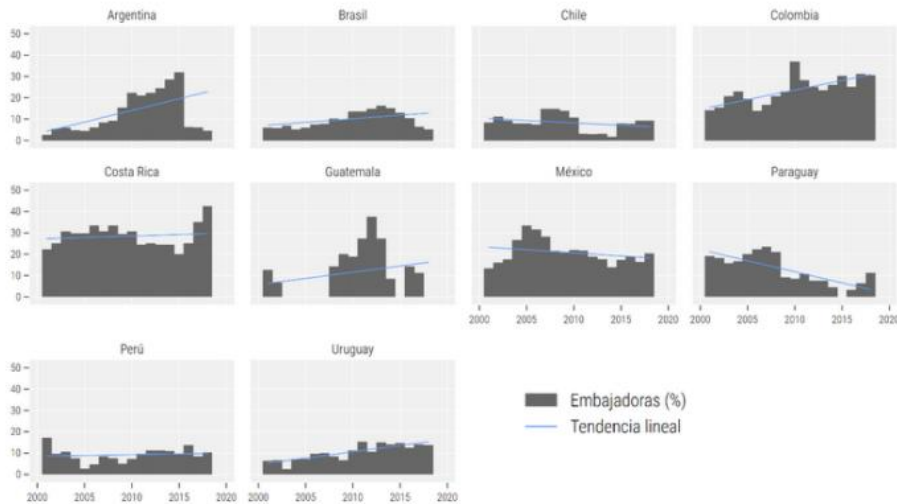 Argentina Brasil Chile Colombia
50
40
30
20
10
0
Costa Rica Guatemala México Paraguay
50
40
30
20
10
0
2000 2005 2010 2015 2020 2000 2005 2010 2015 2020
Perú Uruguay
50
40
30
20
10
0
Embajadoras (%)
Tendencia lineal
2000 2005 2010 2015 2020 2000 2005 2010 2015 2020